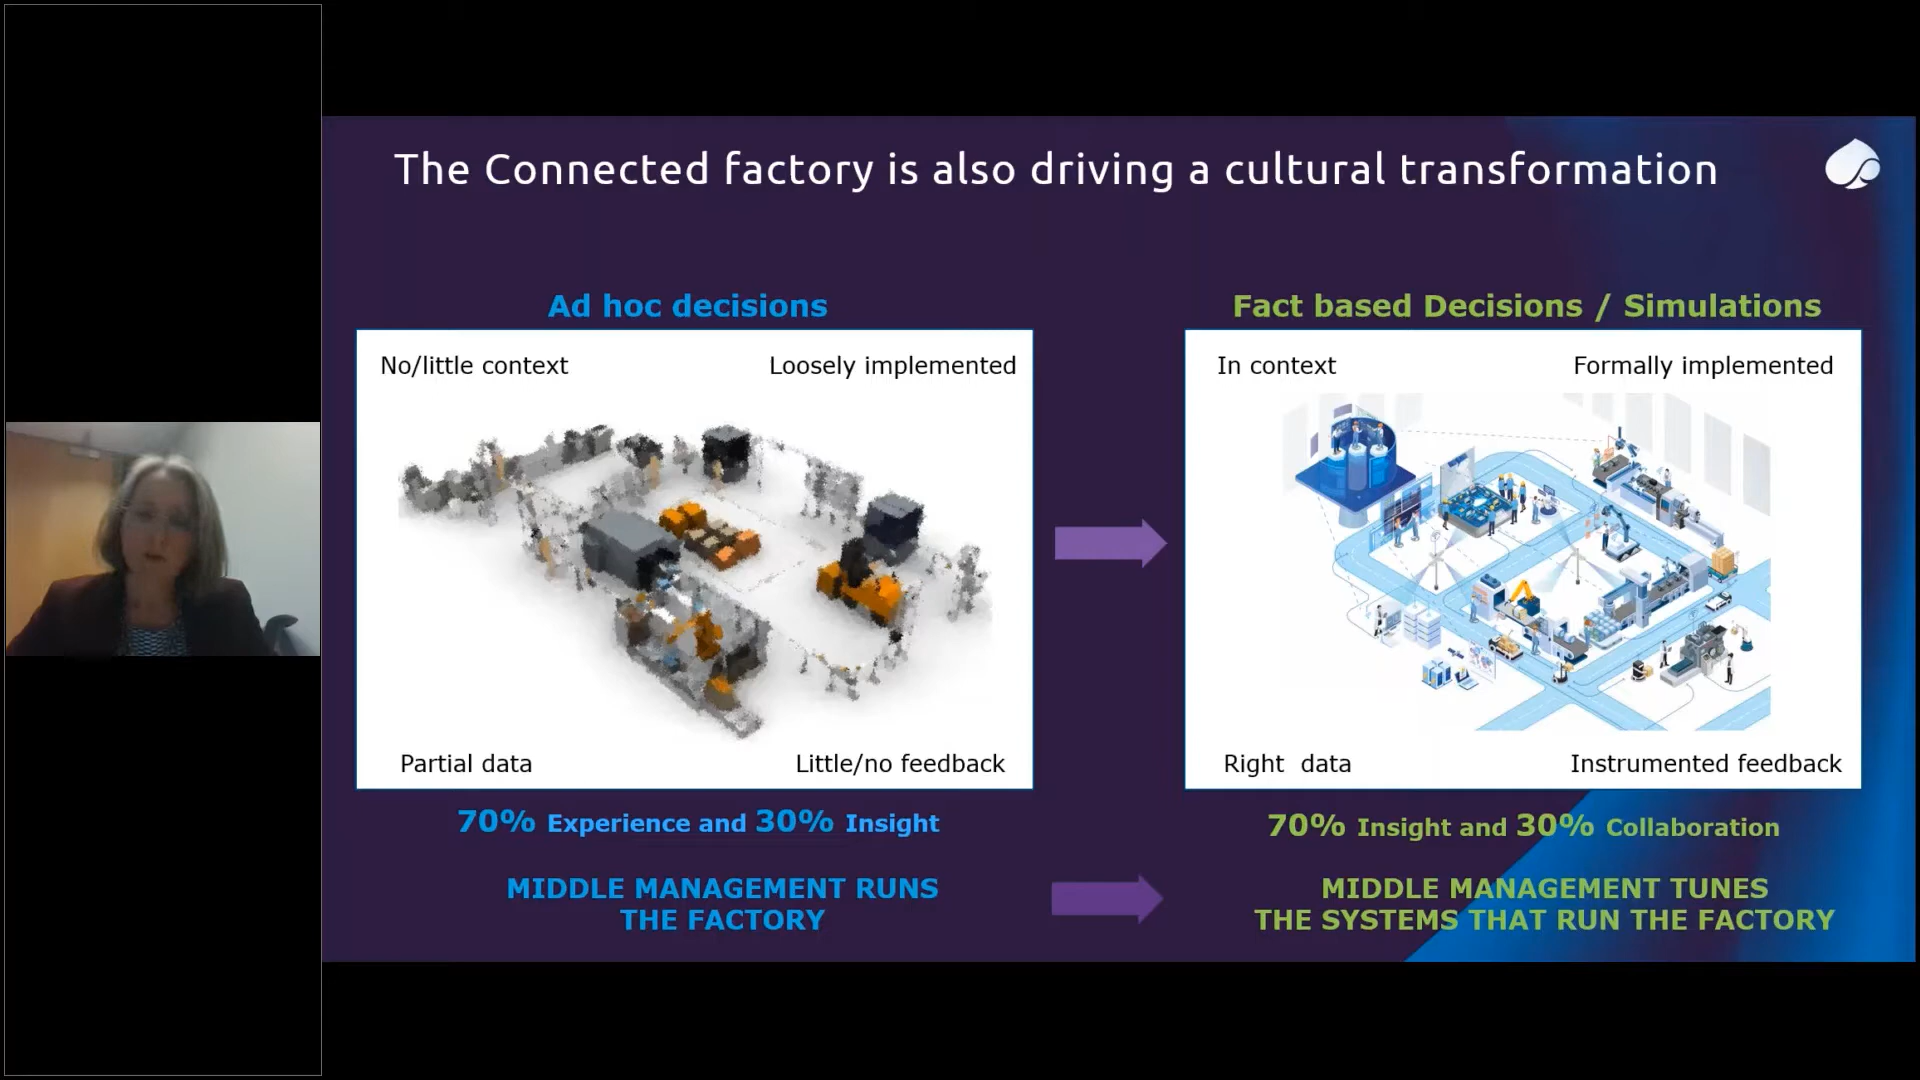 The Connected factory is also driving a cultural transformation
Ad hoc decisions
No/little context
Loosely implemented
Partial data
Little/no feedback
70% Experience and 30% Insight
MIDDLE MANAGEMENT RUNS
THE FACTORY
Fact based Decisions / Simulations
In context
Formally implemented
Right data
Instrumented feedback
70% Insight and 30% Collaboration
MIDDLE MANAGEMENT TUNES
THE SYSTEMS THAT RUN THE FACTORY